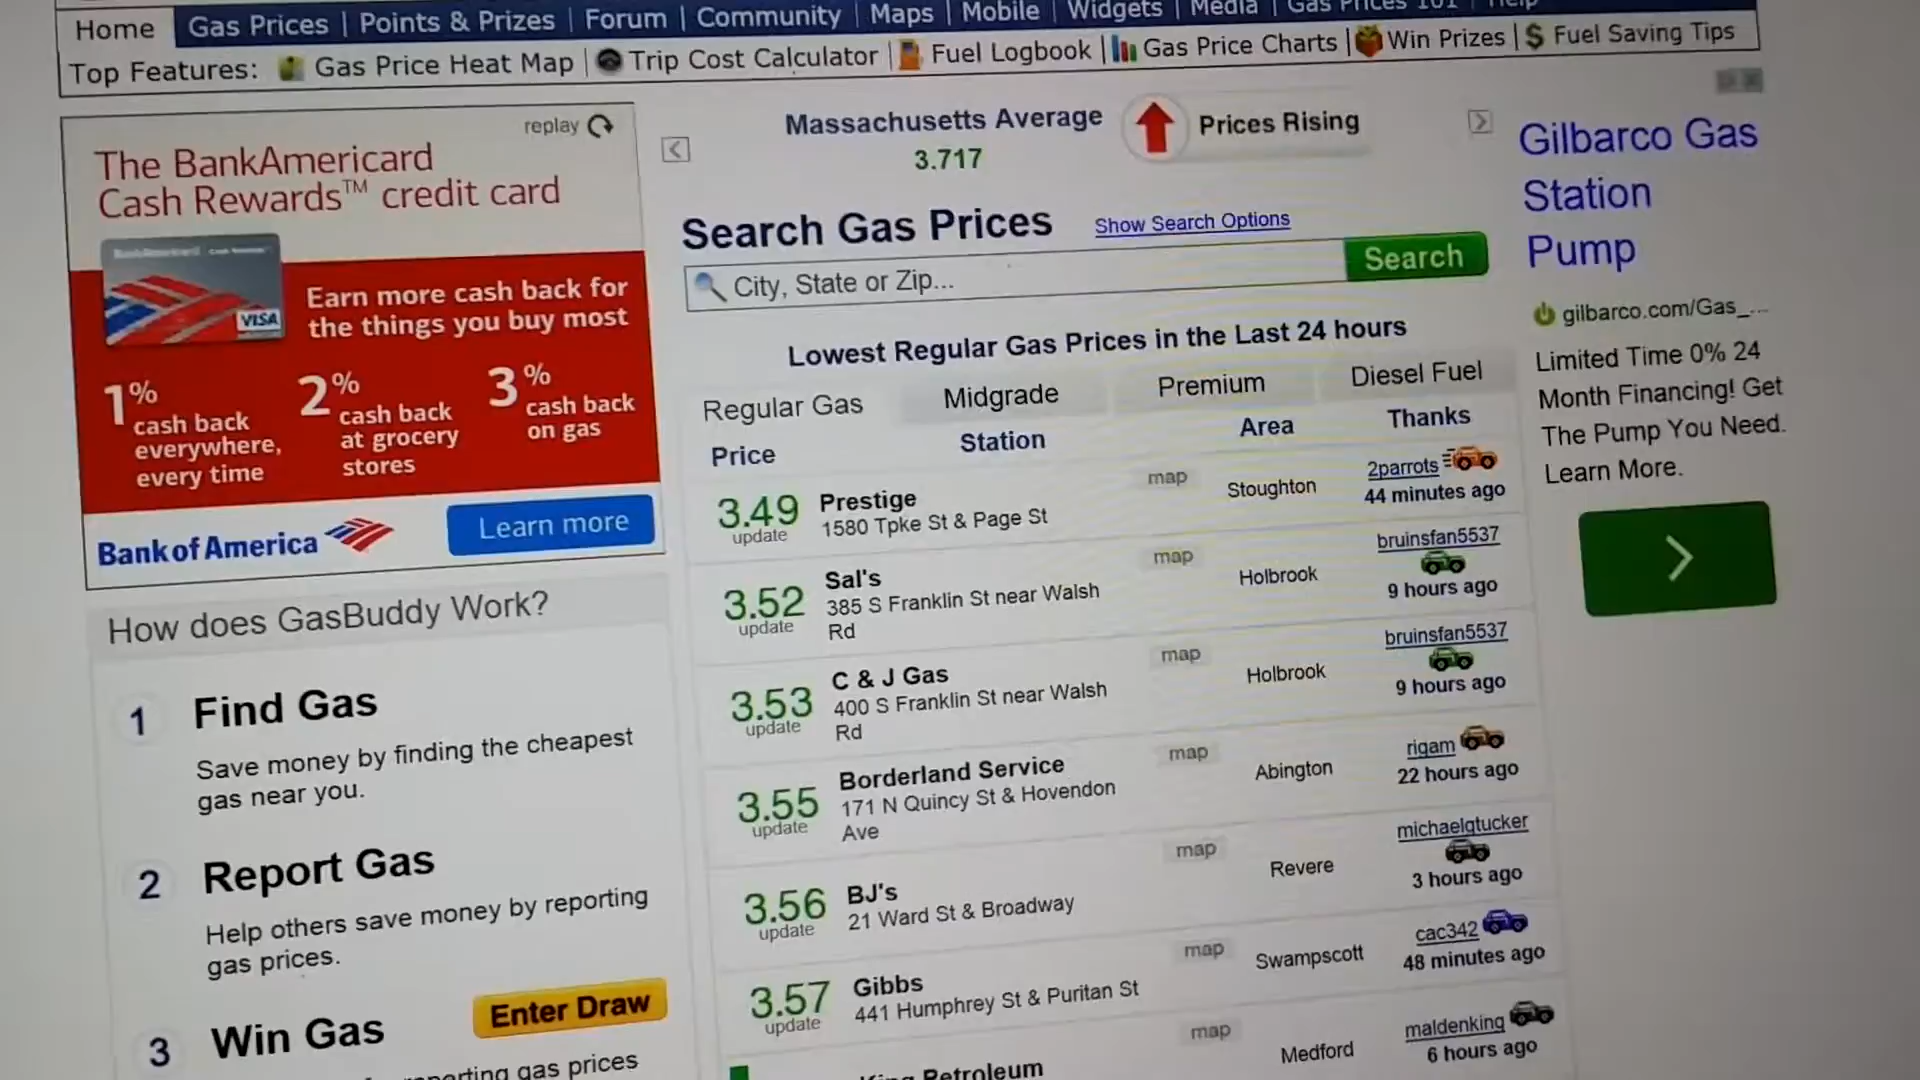 Home | Gas Prices | Points & Prizes | Forum | Community | Maps | Mobile | Widgets | Media | Gas Prices 101 | Help
Top Features: Gas Price Heat Map | Trip Cost Calculator | Fuel Logbook | Gas Price Charts | Win Prizes | $ Fuel Saving Tips
replay
The BankAmericard
Cash Rewards™ credit card
BankAmericard Cash Rewards
VISA
Earn more cash back for
the things you buy most
1%
cash back
everywhere,
every time
2%
cash back
at grocery
stores
3%
cash back
on gas
Bank of America
Learn more
How does GasBuddy Work?
1 Find Gas
Save money by finding the cheapest
gas near you.
2 Report Gas
Help others save money by reporting
gas prices.
3 Win Gas
Enter Draw
reporting gas prices
Massachusetts Average
3.717
Prices Rising
Search Gas Prices
Show Search Options
City, State or Zip...
Search
Lowest Regular Gas Prices in the Last 24 hours
Regular Gas Midgrade Premium Diesel Fuel
Price Station Area Thanks
3.49
update
Prestige
1580 Tpke St & Page St
map
Stoughton
2parrots
44 minutes ago
3.52
update
Sal's
385 S Franklin St near Walsh
Rd
map
Holbrook
bruinsfan5537
9 hours ago
3.53
update
C & J Gas
400 S Franklin St near Walsh
Rd
map
Holbrook
bruinsfan5537
9 hours ago
3.55
update
Borderland Service
171 N Quincy St & Hovendon
Ave
map
Abington
rigam
22 hours ago
3.56
update
BJ's
21 Ward St & Broadway
map
Revere
michaelgtucker
3 hours ago
3.57
update
Gibbs
441 Humphrey St & Puritan St
map
Swampscott
cac342
48 minutes ago
Petroleum
map
Medford
maldenking
6 hours ago
Gilbarco Gas
Station
Pump
gilbarco.com/Gas_...
Limited Time 0% 24
Month Financing! Get
The Pump You Need.
Learn More.